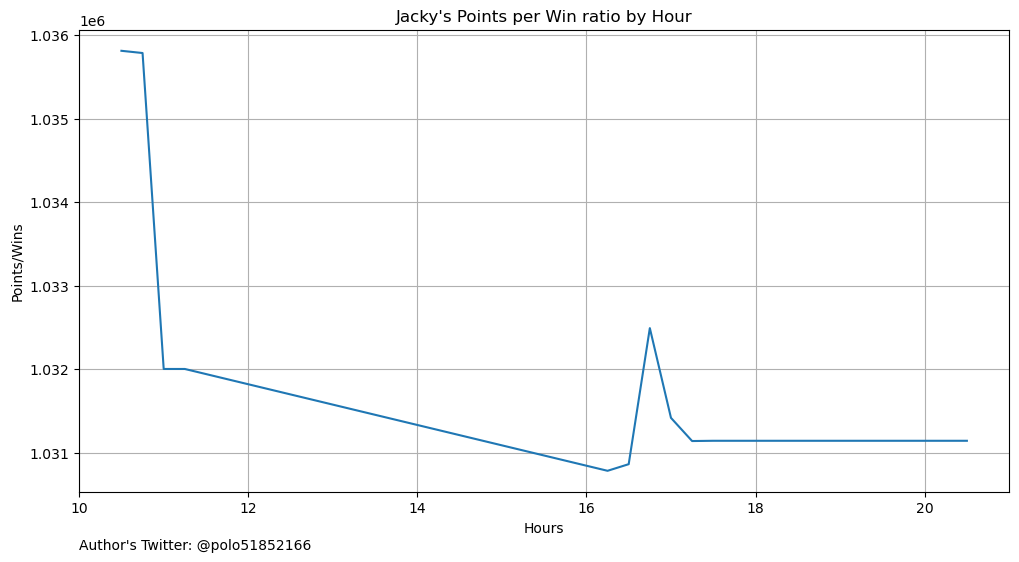 Jacky's Points per Win ratio by Hour
1e6
1.036
1.035
1.034
1.033
1.032
1.031
Points/Wins
10 12 14 16 18 20
Hours
Author's Twitter: @polo51852166